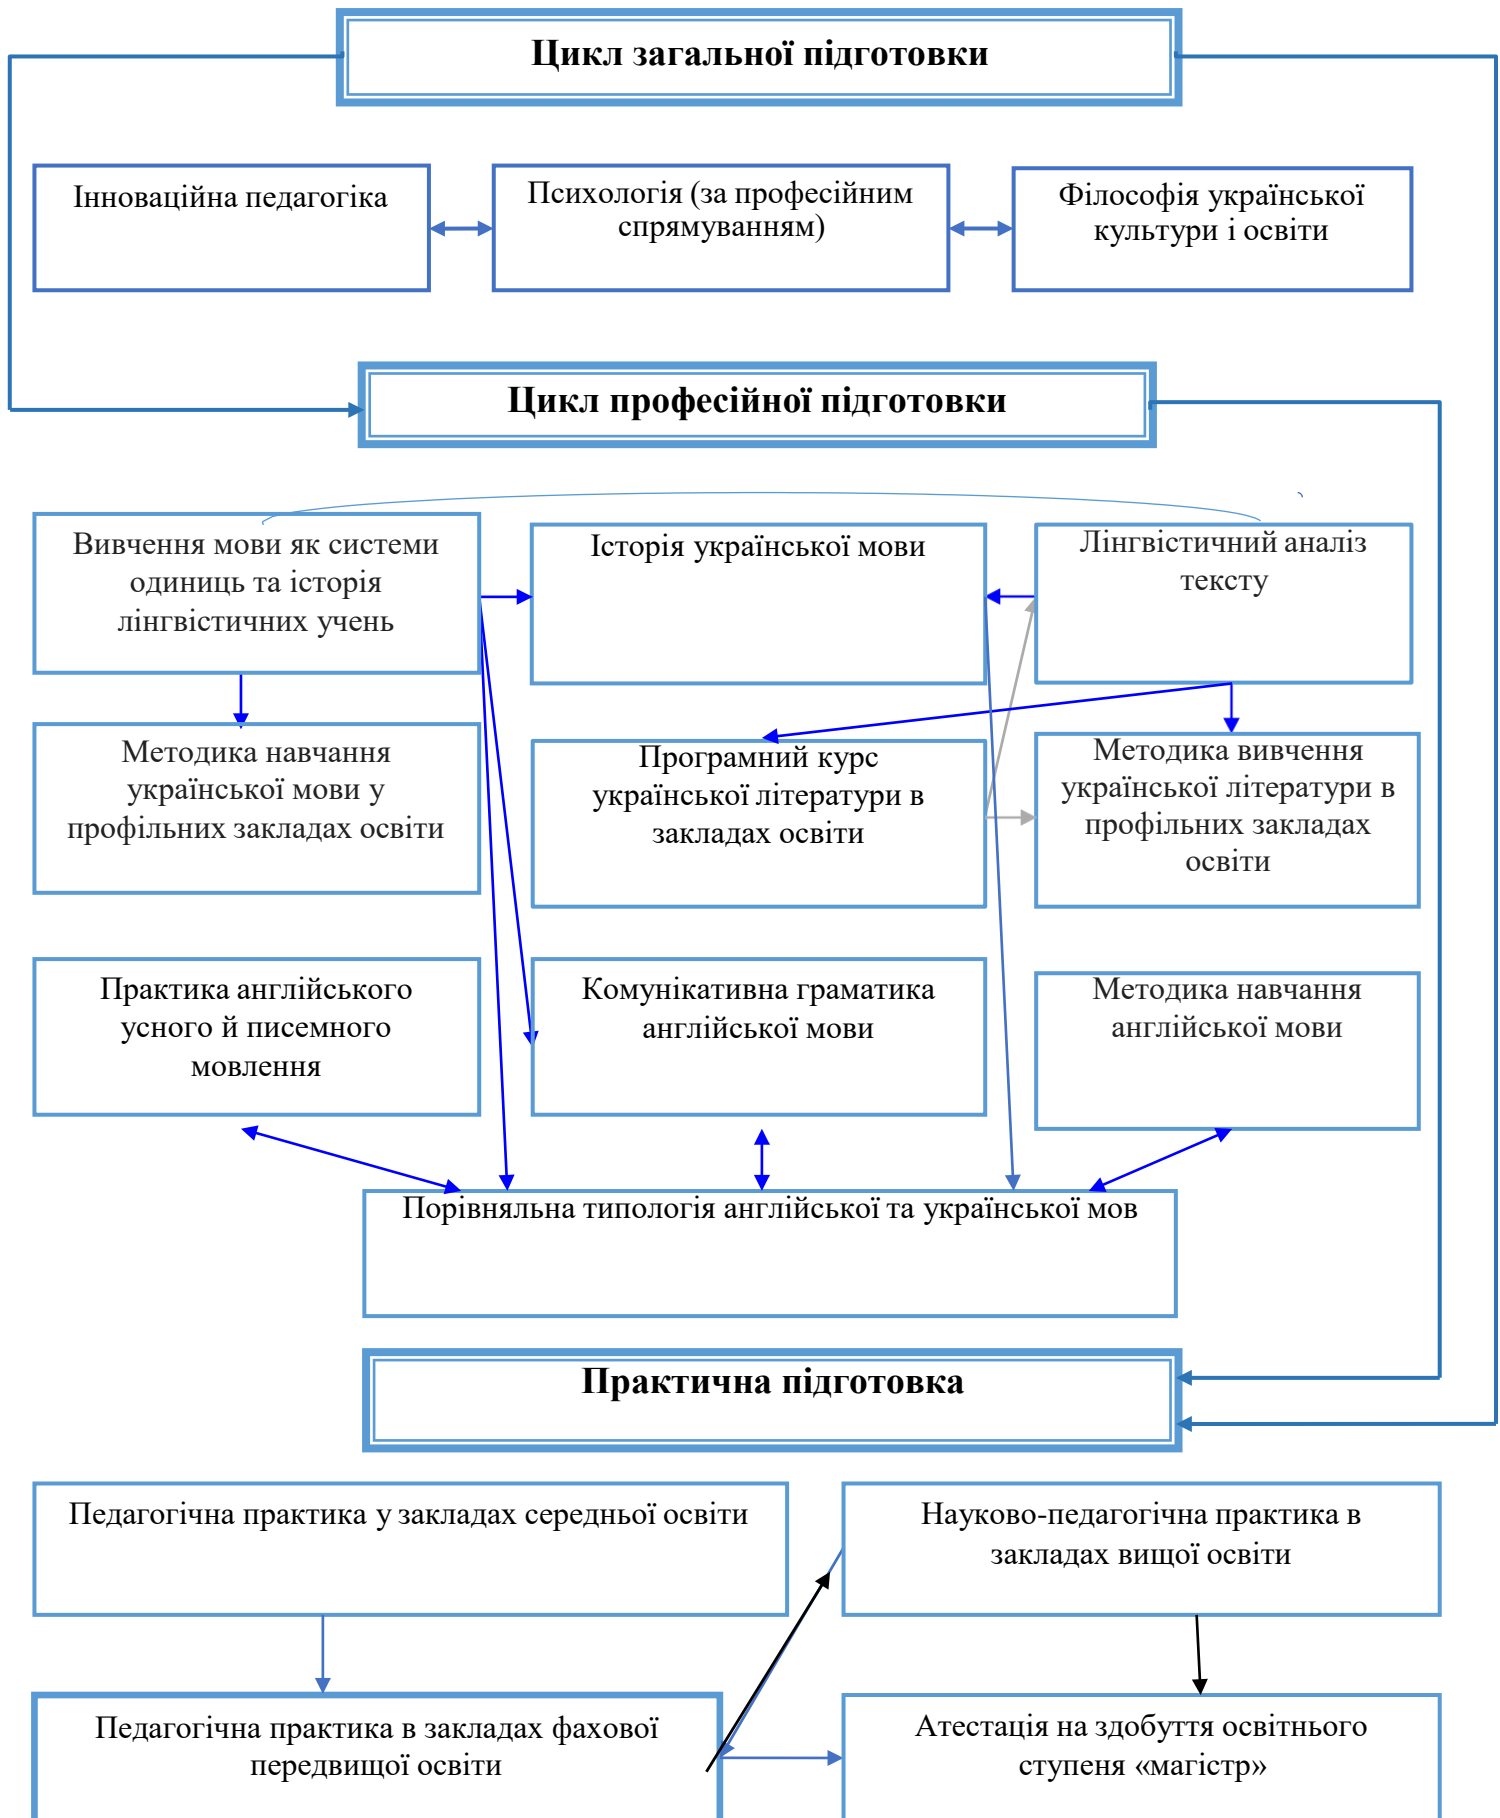 Цикл загальної підготовки
Інноваційна педагогіка
Психологія (за професійним
спрямуванням)
Філософія української
культури і освіти
Цикл професійної підготовки
Вивчення мови як системи
одиниць та історія
лінгвістичних учень
Історія української мови
Лінгвістичний аналіз
тексту
Методика навчання
української мови у
профільних закладах освіти
Програмний курс
української літератури в
закладах освіти
Методика вивчення
української літератури в
профільних закладах
освіти
Практика англійського
усного й писемного
мовлення
Комунікативна граматика
англійської мови
Методика навчання
англійської мови
Порівняльна типологія англійської та української мов
Практична підготовка
Педагогічна практика у закладах середньої освіти
Науково-педагогічна практика в
закладах вищої освіти
Педагогічна практика в закладах фахової
передвищої освіти
Атестація на здобуття освітнього
ступеня «магістр»